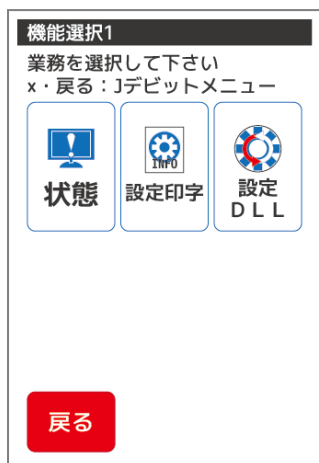 機能選択1
業務を選択して下さい
x・戻る：Jデビットメニュー
状態
INFO
設定印字
設定
ＤＬＬ
戻る